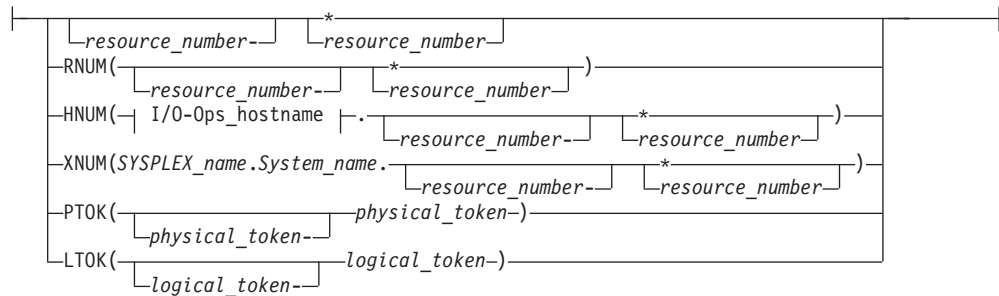 *
resource_number- resource_number
RNUM( * )
resource_number- resource_number
HNUM( I/O-Ops_hostname . * )
resource_number- resource_number
XNUM(SYSPLEX_name.System_name. * )
resource_number- resource_number
PTOK( physical_token )
physical_token-
LTOK( logical_token )
logical_token-